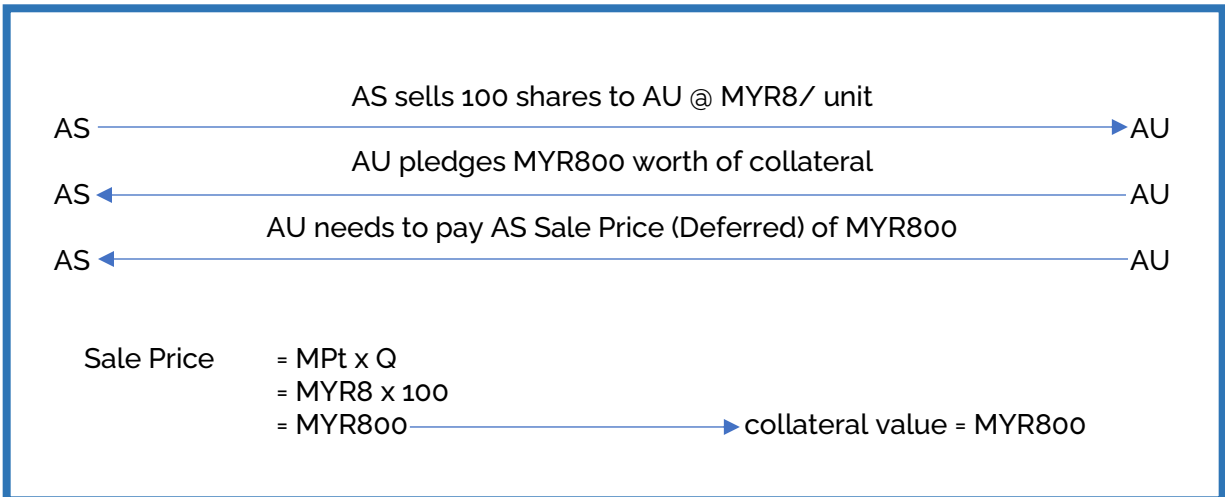 AS sells 100 shares to AU @ MYR8/ unit
AS AU
AU pledges MYR800 worth of collateral
AS AU
AU needs to pay AS Sale Price (Deferred) of MYR800
AS AU
Sale Price = MPt x Q
= MYR8 x 100
= MYR800 collateral value = MYR800